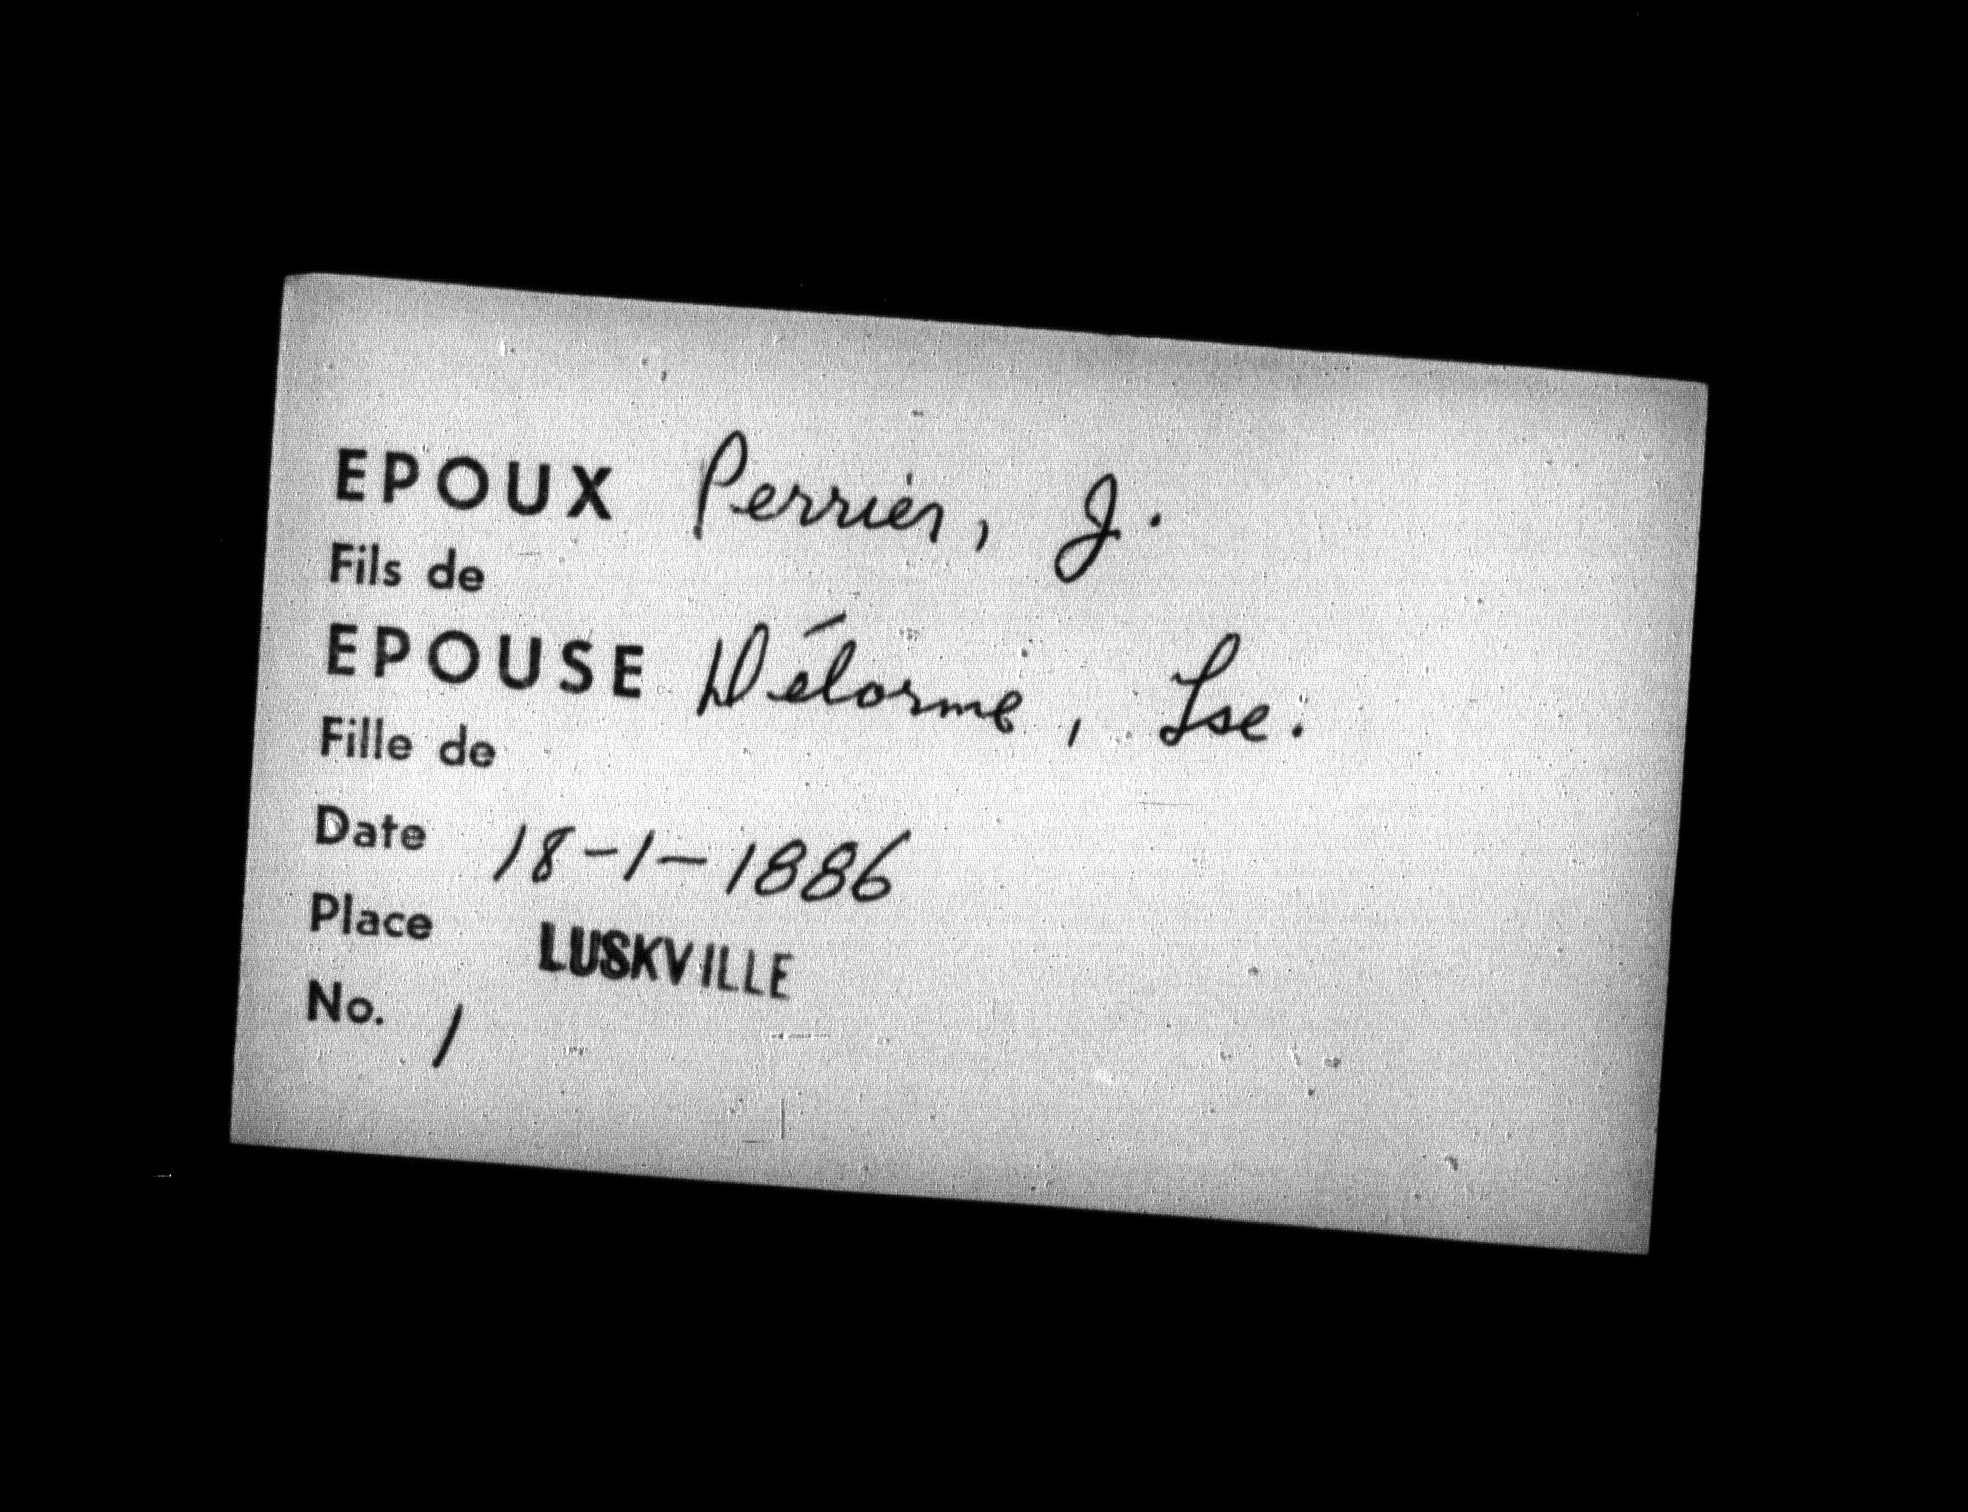 EPOUX Perrier, J.
Fils de
EPOUSE Délorme, Lse.
Fille de
Date 18-1-1886
Place LUSKVILLE
No. 1